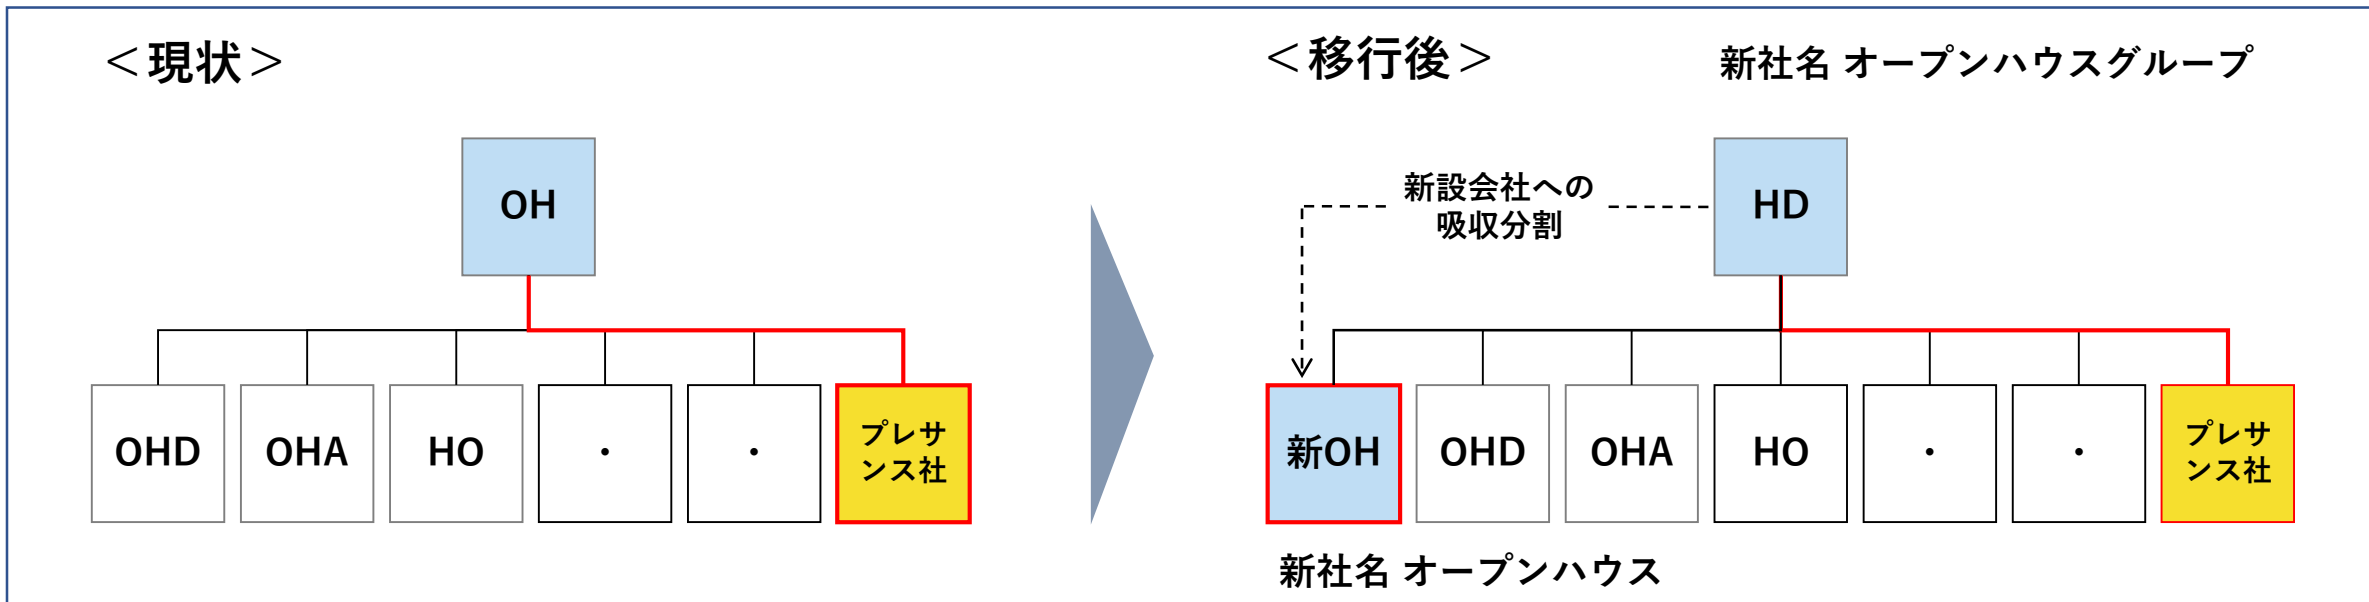 ＜現状＞
OH
OHD
OHA
HO
・
・
プレサ
ンス社
＜移行後＞
新社名 オープンハウスグループ
新設会社への
吸収分割
HD
新OH
OHD
OHA
HO
・
・
プレサ
ンス社
新社名 オープンハウス